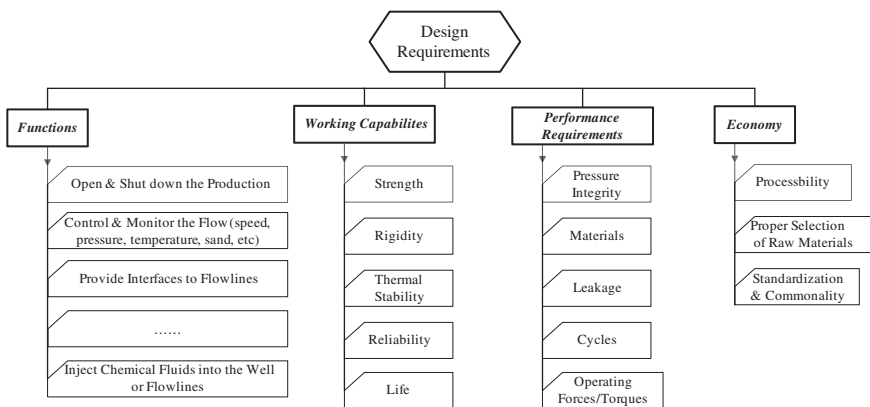 Design
Requirements
Functions
Working Capabilites
Performance
Requirements
Economy
Open & Shut down the Production
Control & Monitor the Flow (speed,
pressure, temperature, sand, etc)
Provide Interfaces to Flowlines
......
Inject Chemical Fluids into the Well
or Flowlines
Strength
Rigidity
Thermal
Stability
Reliability
Life
Pressure
Integrity
Materials
Leakage
Cycles
Operating
Forces/Torques
Processbility
Proper Selection
of Raw Materials
Standardization
& Commonality